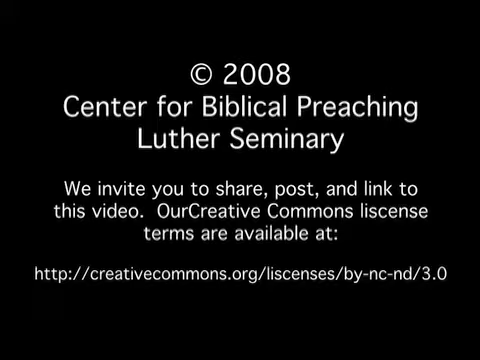 © 2008
Center for Biblical Preaching
Luther Seminary
We invite you to share, post, and link to
this video.  OurCreative Commons liscense
terms are available at:
http://creativecommons.org/liscenses/by-nc-nd/3.0